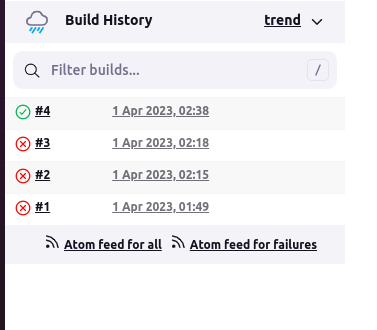 Build History trend
Filter builds... /
#4 1 Apr 2023, 02:38
#3 1 Apr 2023, 02:18
#2 1 Apr 2023, 02:15
#1 1 Apr 2023, 01:49
Atom feed for all Atom feed for failures